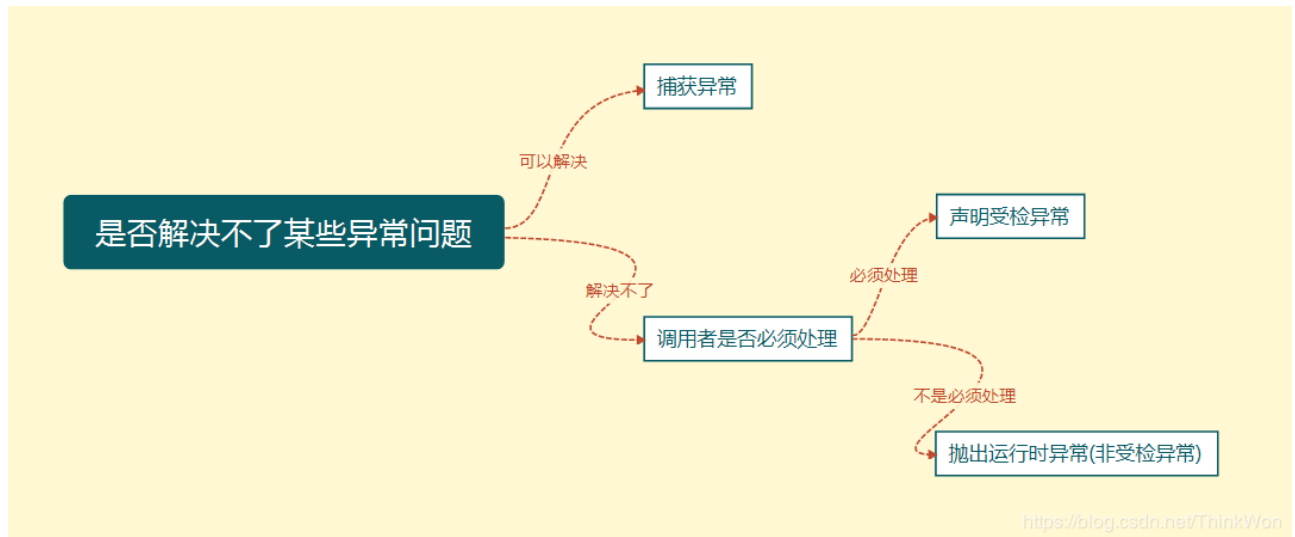 捕获异常
可以解决
是否解决不了某些异常问题
声明受检异常
必须处理
解决不了
调用者是否必须处理
不是必须处理
抛出运行时异常(非受检异常)
https://blog.csdn.net/ThinkWon